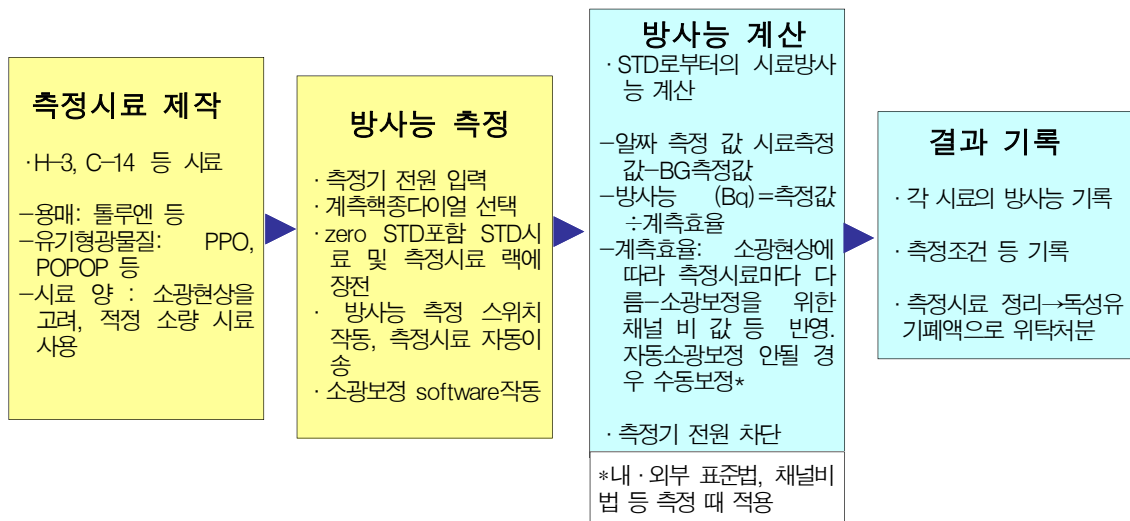 측정시료 제작
· H-3, C-14 등 시료
-용매: 톨루엔 등
-유기형광물질: PPO,
POPOP 등
-시료 양 : 소광현상을
고려, 적정 소량 시료
사용
방사능 측정
· 측정기 전원 입력
· 계측핵종다이얼 선택
· zero STD포함 STD시
료 및 측정시료 랙에
장전
· 방사능 측정 스위치
작동, 측정시료 자동이
송
· 소광보정 software작동
방사능 계산
· STD로부터의 시료방사
능 계산
-알짜 측정 값 시료측정
값-BG측정값
-방사능 (Bq)=측정값
÷계측효율
-계측효율: 소광현상에
따라 측정시료마다 다
름-소광보정을 위한
채널 비 값 등 반영.
자동소광보정 안될 경
우 수동보정*
· 측정기 전원 차단
*내 · 외부 표준법, 채널비
법 등 측정 때 적용
결과 기록
· 각 시료의 방사능 기록
· 측정조건 등 기록
· 측정시료 정리→독성유
기폐액으로 위탁처분